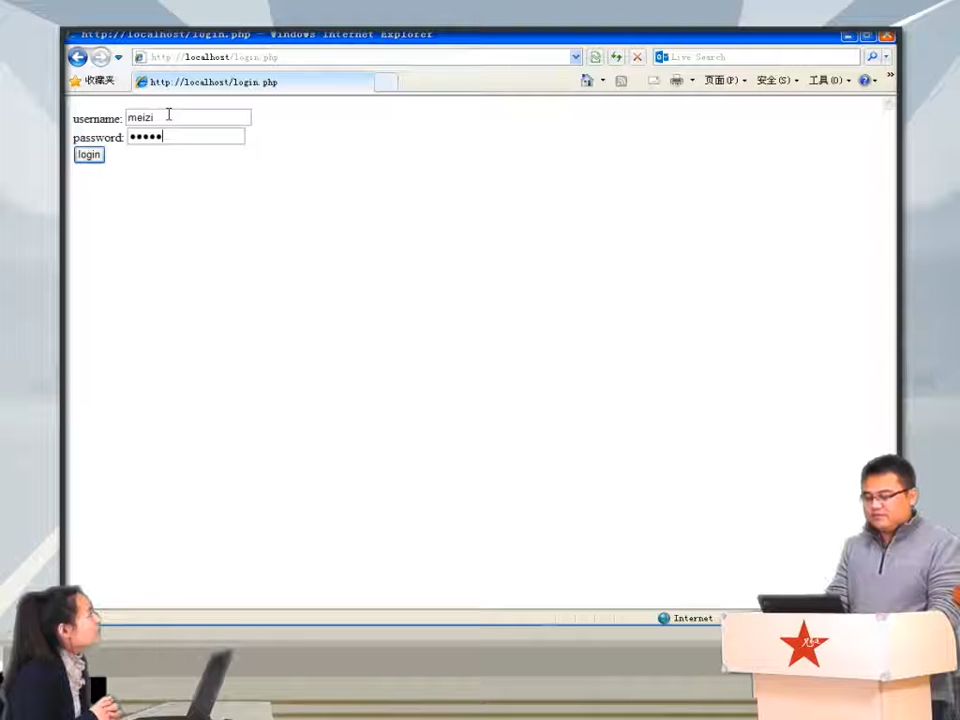 http://localhost/login.php - Windows Internet Explorer
http://localhost/login.php
Live Search
收藏夹
http://localhost/login.php
页面(P)
安全(S)
工具(O)
username: meizi
password: •••••
login
Internet